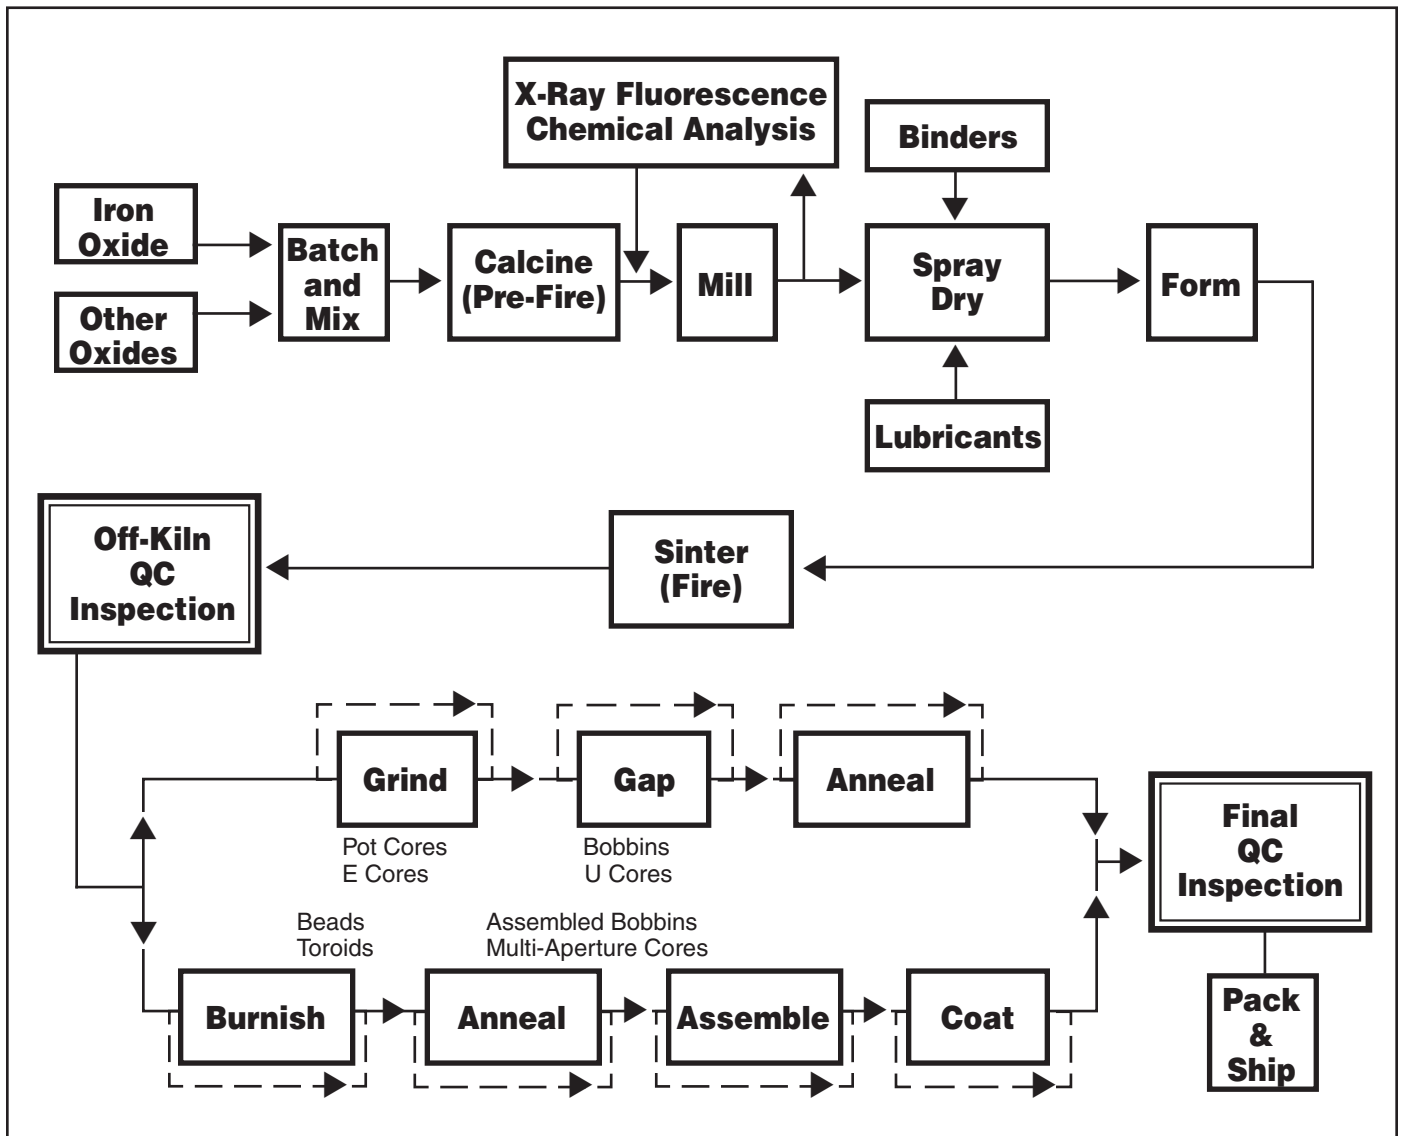 X-Ray Fluorescence
Chemical Analysis
Binders
Iron
Oxide
Other
Oxides
Batch
and
Mix
Calcine
(Pre-Fire)
Mill
Spray
Dry
Form
Lubricants
Sinter
(Fire)
Off-Kiln
QC
Inspection
Grind
Pot Cores
E Cores
Gap
Bobbins
U Cores
Anneal
Beads
Toroids
Assembled Bobbins
Multi-Aperture Cores
Burnish
Anneal
Assemble
Coat
Final
QC
Inspection
Pack
&
Ship